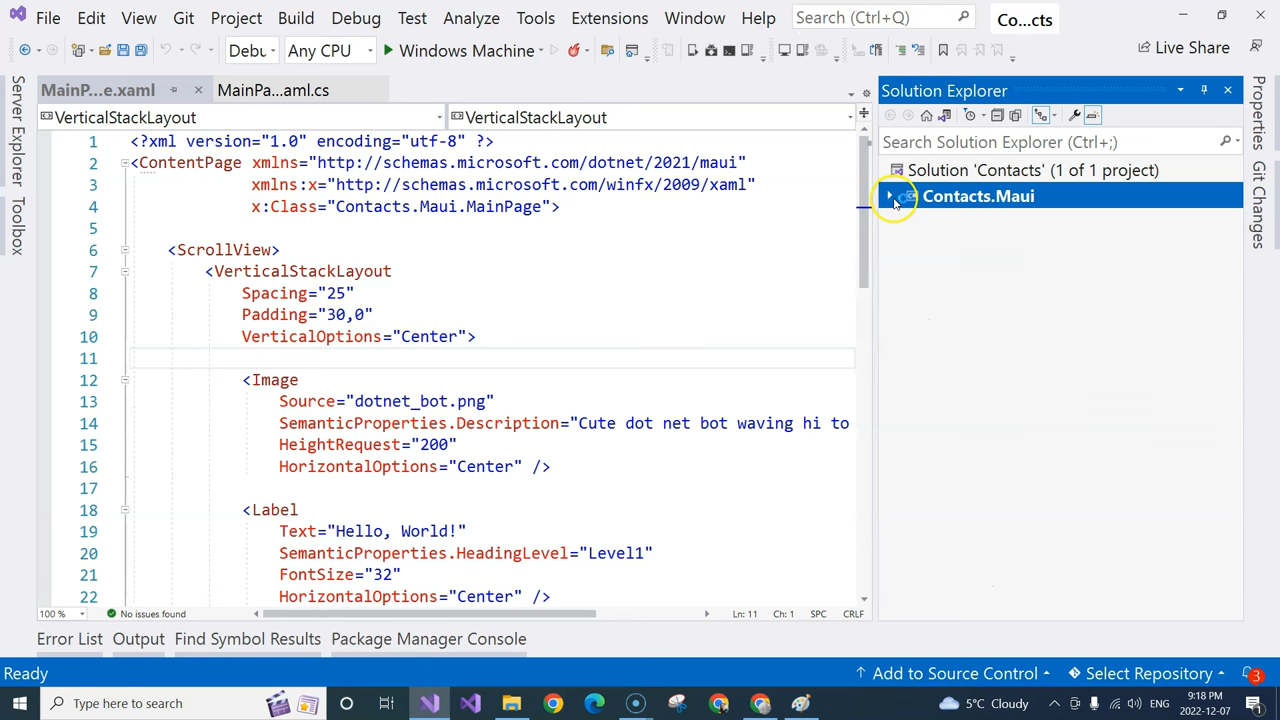 File Edit View Git Project Build Debug Test Analyze Tools Extensions Window Help Search (Ctrl+Q) Co...cts
Debu Any CPU Windows Machine Live Share
MainP...e.xaml MainPa...aml.cs
VerticalStackLayout VerticalStackLayout
1 <?xml version="1.0" encoding="utf-8" ?>
2 <ContentPage xmlns="http://schemas.microsoft.com/dotnet/2021/maui"
3 xmlns:x="http://schemas.microsoft.com/winfx/2009/xaml"
4 x:Class="Contacts.Maui.MainPage">
5
6 <ScrollView>
7 <VerticalStackLayout
8 Spacing="25"
9 Padding="30,0"
10 VerticalOptions="Center">
11
12 <Image
13 Source="dotnet_bot.png"
14 SemanticProperties.Description="Cute dot net bot waving hi to
15 HeightRequest="200"
16 HorizontalOptions="Center" />
17
18 <Label
19 Text="Hello, World!"
20 SemanticProperties.HeadingLevel="Level1"
21 FontSize="32"
22 HorizontalOptions="Center" />
100 % No issues found Ln: 11 Ch: 1 SPC CRLF
Server Explorer
Toolbox
Solution Explorer
Search Solution Explorer (Ctrl+;)
Solution 'Contacts' (1 of 1 project)
Contacts.Maui
Properties
Git Changes
Error List Output Find Symbol Results Package Manager Console
Ready Add to Source Control Select Repository 3
Type here to search 5°C Cloudy ENG 9:18 PM
2022-12-07 1